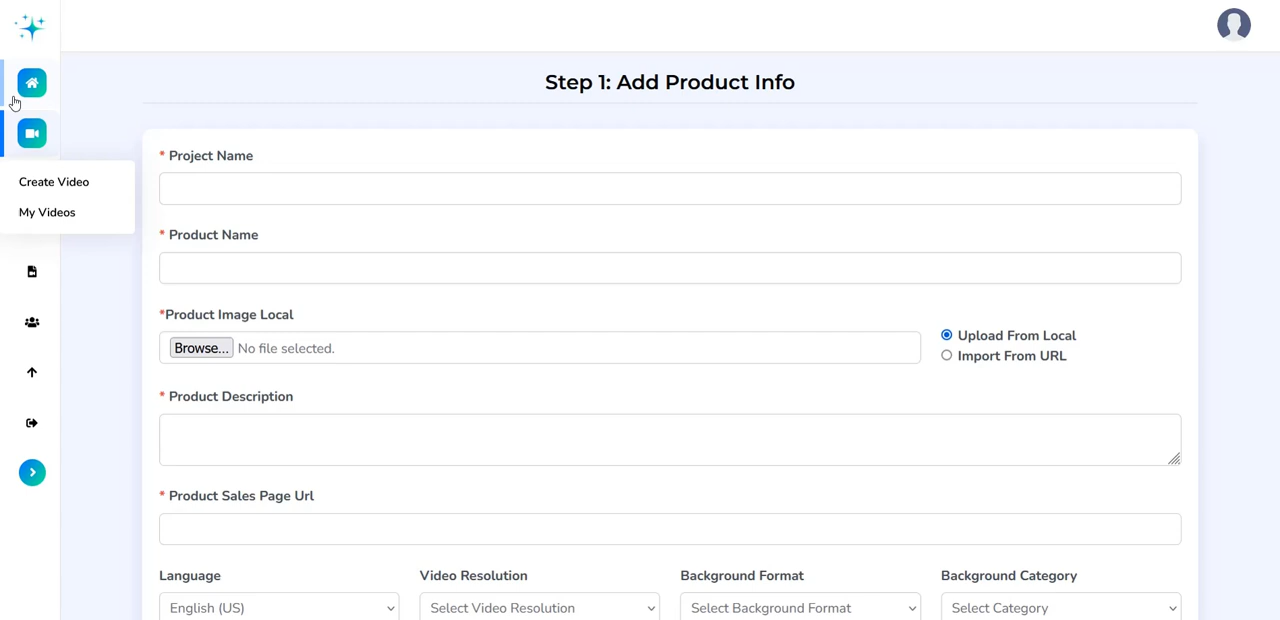 Step 1: Add Product Info
Create Video
My Videos
* Project Name
* Product Name
*Product Image Local
Browse... No file selected.
Upload From Local
Import From URL
* Product Description
* Product Sales Page Url
Language Video Resolution Background Format Background Category
English (US) Select Video Resolution Select Background Format Select Category